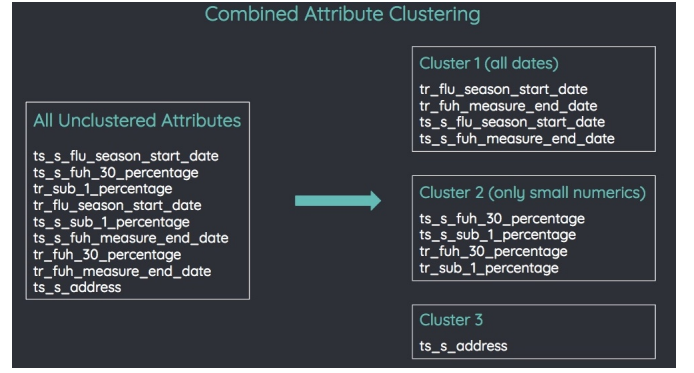 Combined Attribute Clustering
All Unclustered Attributes
ts_s_flu_season_start_date
ts_s_fuh_30_percentage
tr_sub_1_percentage
tr_flu_season_start_date
ts_s_sub_1_percentage
ts_s_fuh_measure_end_date
tr_fuh_30_percentage
tr_fuh_measure_end_date
ts_s_address
Cluster 1 (all dates)
tr_flu_season_start_date
tr_fuh_measure_end_date
ts_s_flu_season_start_date
ts_s_fuh_measure_end_date
Cluster 2 (only small numerics)
ts_s_fuh_30_percentage
ts_s_sub_1_percentage
tr_fuh_30_percentage
tr_sub_1_percentage
Cluster 3
ts_s_address